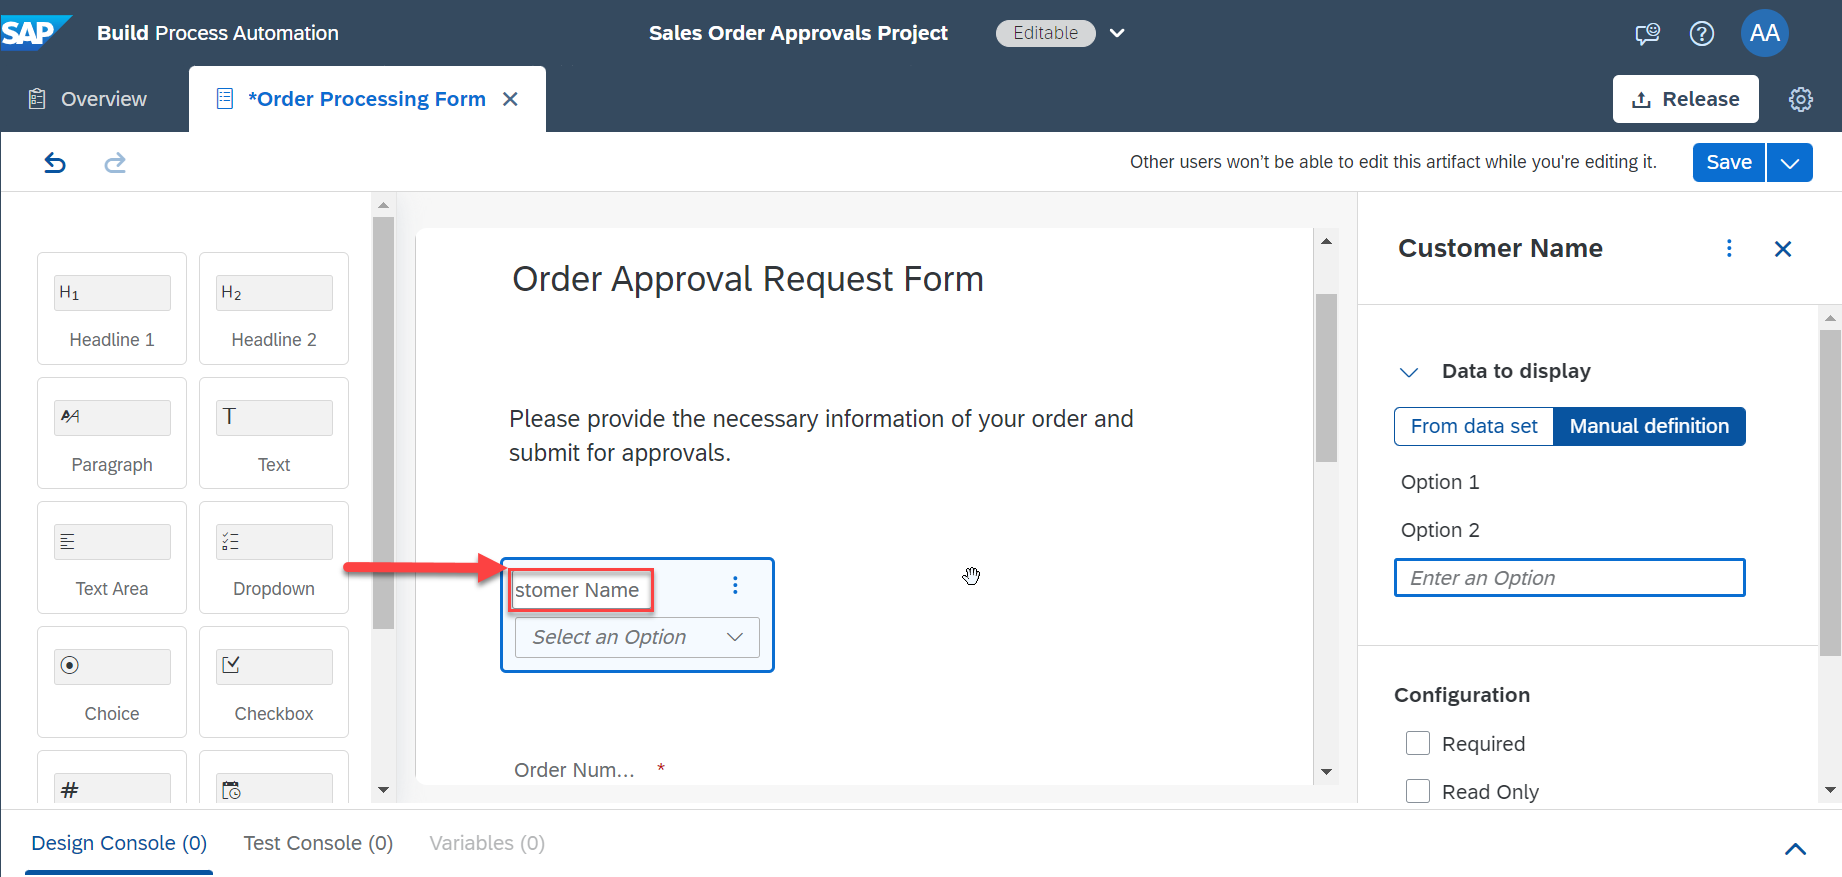 SAP Build Process Automation
Sales Order Approvals Project
Editable
AA
Overview
*Order Processing Form
Release
Other users won't be able to edit this artifact while you're editing it.
Save
H1
Headline 1
H2
Headline 2
Paragraph
T
Text
Text Area
Dropdown
Choice
Checkbox
#
Order Approval Request Form
Please provide the necessary information of your order and
submit for approvals.
stomer Name
Select an Option
Order Num... *
Customer Name
Data to display
From data set
Manual definition
Option 1
Option 2
Enter an Option
Configuration
Required
Read Only
Design Console (0)
Test Console (0)
Variables (0)